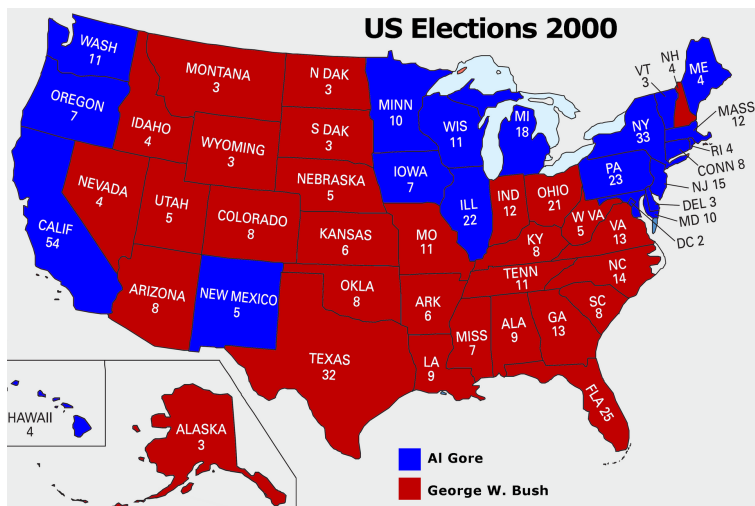 US Elections 2000
WASH
11
OREGON
7
CALIF
54
NEVADA
4
IDAHO
4
MONTANA
3
WYOMING
3
UTAH
5
COLORADO
8
ARIZONA
8
NEW MEXICO
5
N DAK
3
S DAK
3
NEBRASKA
5
KANSAS
6
OKLA
8
TEXAS
32
MINN
10
IOWA
7
MO
11
ARK
6
LA
9
WIS
11
ILL
22
MI
18
IND
12
OHIO
21
KY
8
TENN
11
MISS
7
ALA
9
GA
13
FLA 25
SC
8
NC
14
VA
13
W VA
5
PA
23
NY
33
VT
3
NH
4
ME
4
MASS
12
RI 4
CONN 8
NJ 15
DEL 3
MD 10
DC 2
HAWAII
4
ALASKA
3
Al Gore
George W. Bush